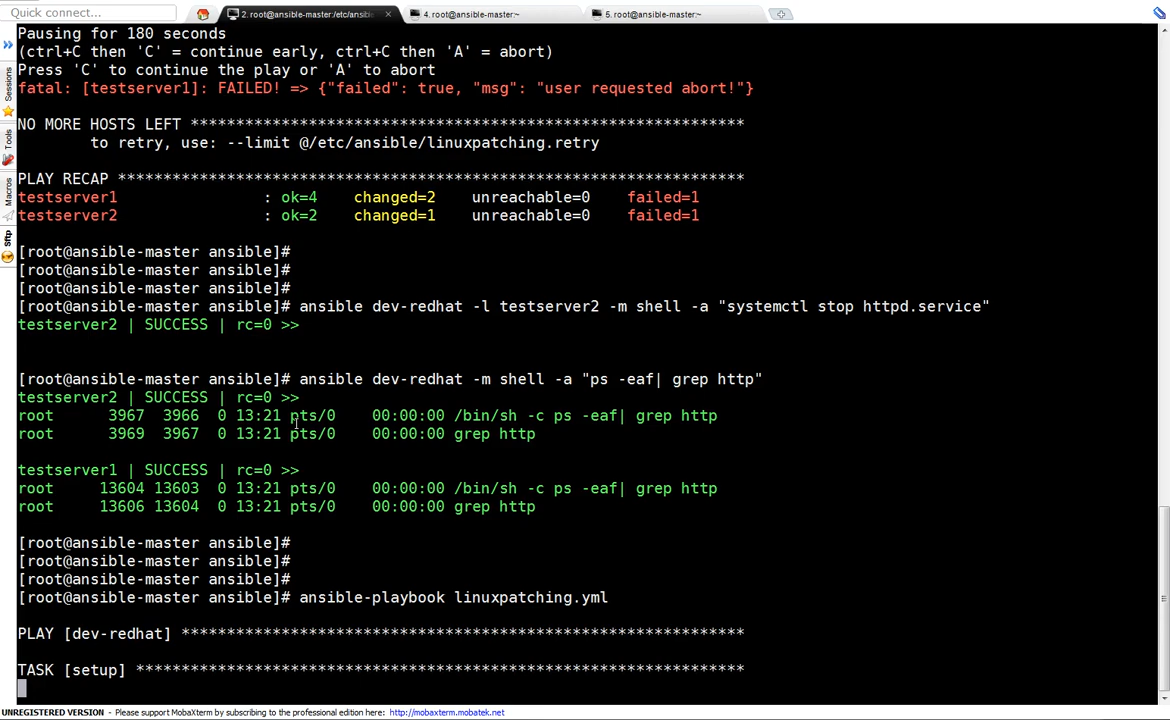 Quick connect...
2. root@ansible-master:/etc/ansible
4. root@ansible-master:~
5. root@ansible-master:~
Sessions
Tools
Macros
Sftp
Pausing for 180 seconds
(ctrl+C then 'C' = continue early, ctrl+C then 'A' = abort)
Press 'C' to continue the play or 'A' to abort
fatal: [testserver1]: FAILED! => {"failed": true, "msg": "user requested abort!"}
NO MORE HOSTS LEFT *************************************************************
to retry, use: --limit @/etc/ansible/linuxpatching.retry
PLAY RECAP *********************************************************************
testserver1 : ok=4 changed=2 unreachable=0 failed=1
testserver2 : ok=2 changed=1 unreachable=0 failed=1
[root@ansible-master ansible]#
[root@ansible-master ansible]#
[root@ansible-master ansible]#
[root@ansible-master ansible]# ansible dev-redhat -l testserver2 -m shell -a "systemctl stop httpd.service"
testserver2 | SUCCESS | rc=0 >>
[root@ansible-master ansible]# ansible dev-redhat -m shell -a "ps -eaf| grep http"
testserver2 | SUCCESS | rc=0 >>
root 3967 3966 0 13:21 pts/0 00:00:00 /bin/sh -c ps -eaf| grep http
root 3969 3967 0 13:21 pts/0 00:00:00 grep http
testserver1 | SUCCESS | rc=0 >>
root 13604 13603 0 13:21 pts/0 00:00:00 /bin/sh -c ps -eaf| grep http
root 13606 13604 0 13:21 pts/0 00:00:00 grep http
[root@ansible-master ansible]#
[root@ansible-master ansible]#
[root@ansible-master ansible]#
[root@ansible-master ansible]# ansible-playbook linuxpatching.yml
PLAY [dev-redhat] **************************************************************
TASK [setup] *******************************************************************
UNREGISTERED VERSION - Please support MobaXterm by subscribing to the professional edition here: http://mobaxterm.mobatek.net